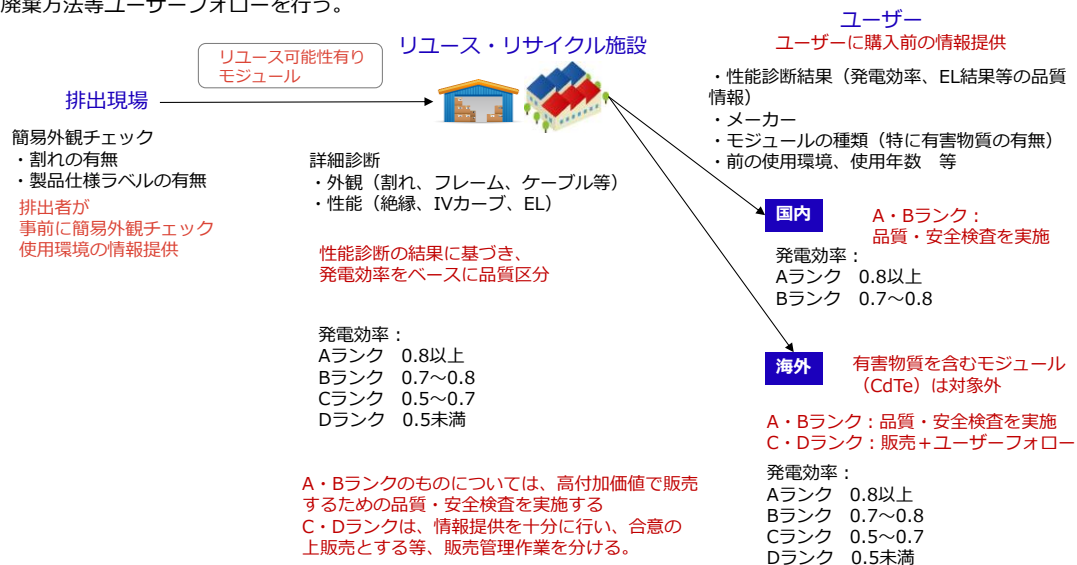 廃棄方法等ユーザーフォローを行う。
リユース可能性有り
モジュール
排出現場
簡易外観チェック
・割れの有無
・製品仕様ラベルの有無
排出者が
事前に簡易外観チェック
使用環境の情報提供
リユース・リサイクル施設
詳細診断
・外観（割れ、フレーム、ケーブル等）
・性能（絶縁、IVカーブ、EL）
性能診断の結果に基づき、
発電効率をベースに品質区分
発電効率：
Aランク　0.8以上
Bランク　0.7～0.8
Cランク　0.5～0.7
Dランク　0.5未満
A・Bランクのものについては、高付加価値で販売
するための品質・安全検査を実施する
C・Dランクは、情報提供を十分に行い、合意の
上販売とする等、販売管理作業を分ける。
ユーザー
ユーザーに購入前の情報提供
・性能診断結果（発電効率、EL結果等の品質
情報）
・メーカー
・モジュールの種類（特に有害物質の有無）
・前の使用環境、使用年数　等
国内
A・Bランク：
品質・安全検査を実施
発電効率：
Aランク　0.8以上
Bランク　0.7～0.8
海外
有害物質を含むモジュール
（CdTe）は対象外
A・Bランク：品質・安全検査を実施
C・Dランク：販売＋ユーザーフォロー
発電効率：
Aランク　0.8以上
Bランク　0.7～0.8
Cランク　0.5～0.7
Dランク　0.5未満